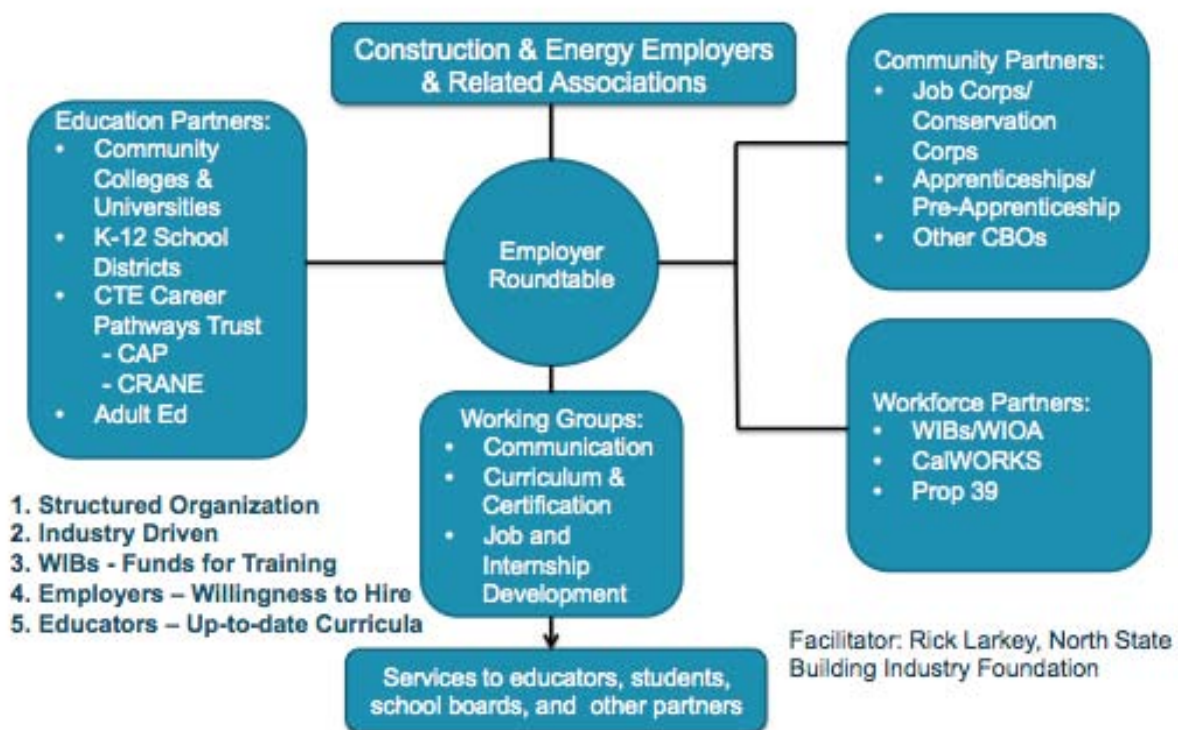 Construction & Energy Employers
& Related Associations
Education Partners:
• Community
Colleges &
Universities
• K-12 School
Districts
• CTE Career
Pathways Trust
- CAP
- CRANE
• Adult Ed
Employer
Roundtable
Community Partners:
• Job Corps/
Conservation
Corps
• Apprenticeships/
Pre-Apprenticeship
• Other CBOs
Workforce Partners:
• WIBs/WIOA
• CalWORKS
• Prop 39
Working Groups:
• Communication
• Curriculum &
Certification
• Job and
Internship
Development
1. Structured Organization
2. Industry Driven
3. WIBs - Funds for Training
4. Employers – Willingness to Hire
5. Educators – Up-to-date Curricula
Services to educators, students,
school boards, and other partners
Facilitator: Rick Larkey, North State
Building Industry Foundation